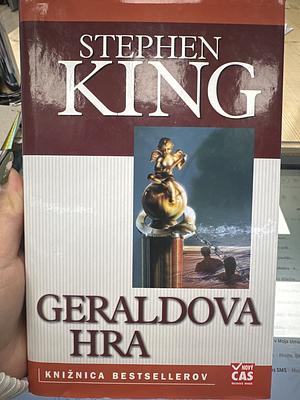 STEPHEN
KING
GERALDOVA
HRA
KNIŽNICA BESTSELLEROV
NOVÝ
ČAS